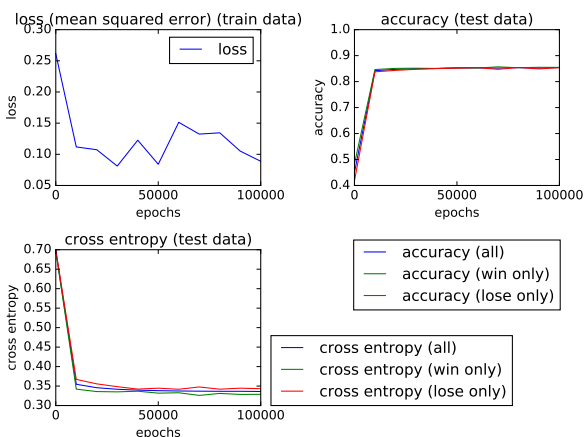 loss (mean squared error) (train data)
0.30
0.25
0.20
0.15
0.10
0.05
loss
loss
0
50000
100000
epochs
accuracy (test data)
1.0
0.9
0.8
0.7
0.6
0.5
0.4
accuracy
0
50000
100000
epochs
cross entropy (test data)
0.70
0.65
0.60
0.55
0.50
0.45
0.40
0.35
0.30
cross entropy
0
50000
100000
epochs
accuracy (all)
accuracy (win only)
accuracy (lose only)
cross entropy (all)
cross entropy (win only)
cross entropy (lose only)